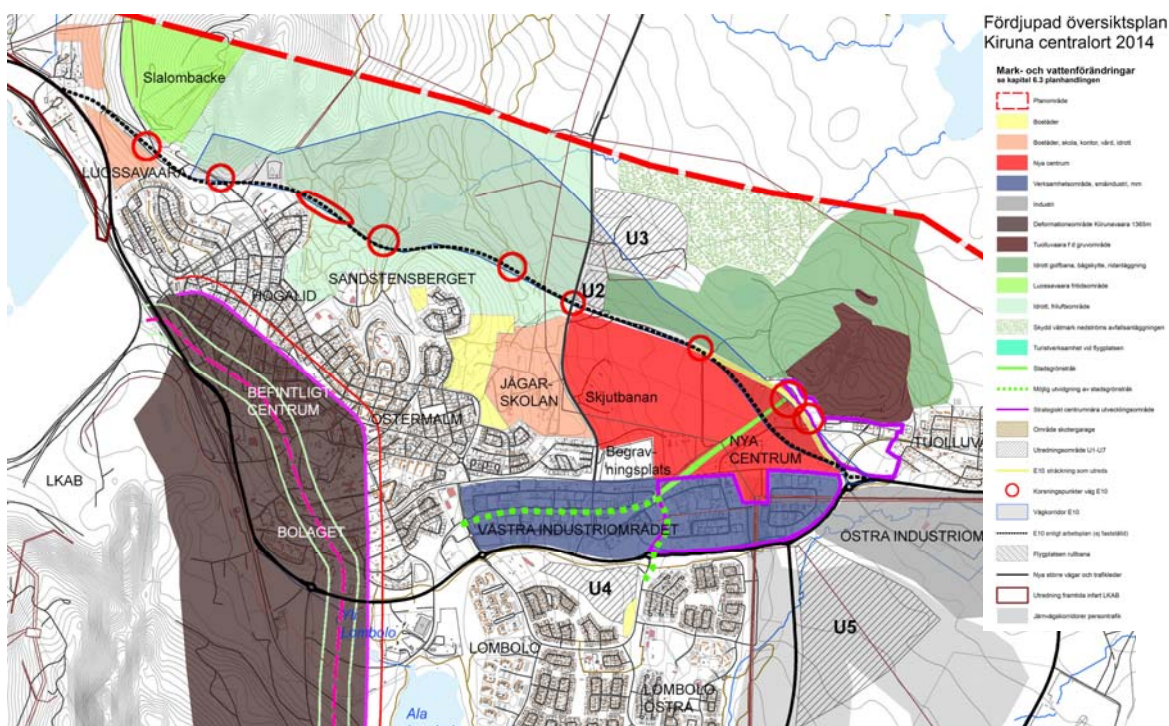 Fördjupad översiktsplan
Kiruna centralort 2014
Mark- och vattenförändringar
se kapitel 6.3 planhandlingen
Planområde
Bostäder
Bostäder, skola, kontor, vård, idrott
Nya centrum
Verksamhetsområde, småindustri, mm
Industri
Deformationsområde Kiirunavaara 1365m
Tuolluvaara f d gruvområde
Idrott golfbana, bågskytte, ridanläggning
Luossavaara fritidsområde
Idrott, friluftsområde
Skydd våtmark nedströms avfallsanläggningen
Turistverksamhet vid flygplatsen
Stadsgrönstråk
Möjlig utvidgning av stadsgrönstråk
Strategiskt centrumnära utvecklingsområde
Område skotergarage
Utredningsområde U1-U7
E10 sträckning som utreds
Korsningspunkter väg E10
Vägkorridor E10
E10 enligt arbetsplan (ej fastställd)
Flygplatsen rullbana
Nya större vägar och trafikleder
Utredning framtida infart LKAB
Järnvägskorridorer persontrafik
Slalombacke
LUOSSAVAARA
U3
SANDSTENSBERGET
U2
HÖGALID
BEFINTLIGT
CENTRUM
JÄGAR-
SKOLAN
Skjutbanan
ÖSTERMALM
NYA
CENTRUM
TUOLLUVA
Begrav-
ningsplats
LKAB
BOLAGET
VÄSTRA INDUSTRIOMRÅDET
ÖSTRA INDUSTRIOM
U4
Lombolo
LOMBOLO
U5
LOMBOLO
ÖSTRA
Ala